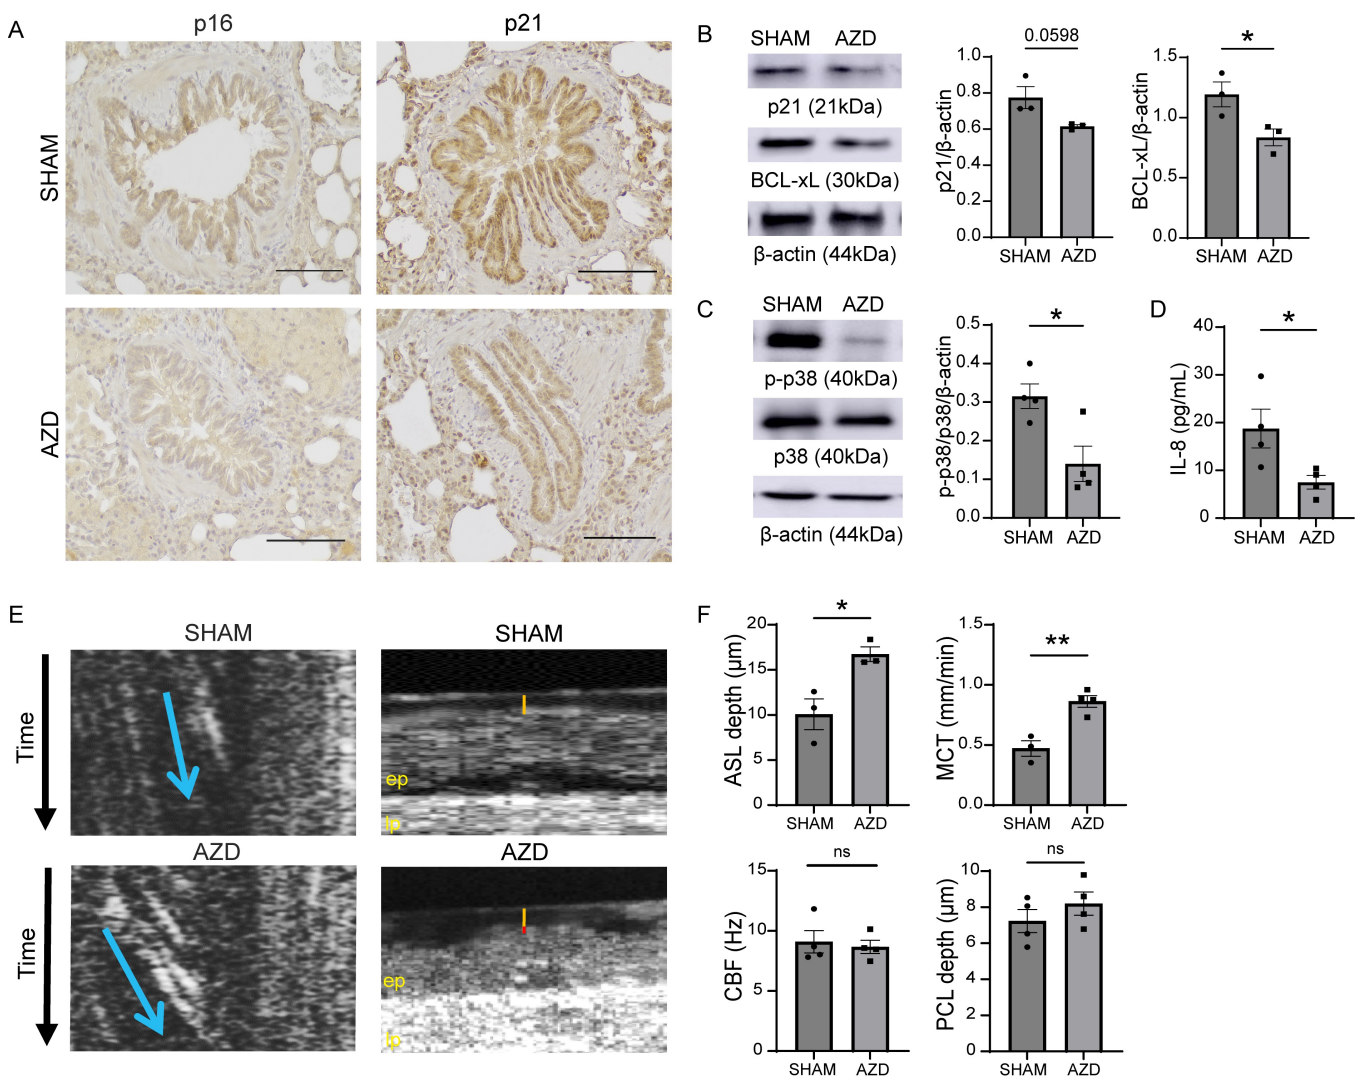 A
p16
p21
SHAM
AZD
B
SHAM AZD
p21 (21kDa)
BCL-xL (30kDa)
β-actin (44kDa)
0.0598
p21/β-actin
1.0
0.8
0.6
0.4
0.2
0.0
SHAM AZD
*
BCL-xL/β-actin
1.5
1.0
0.5
0.0
SHAM AZD
C
SHAM AZD
p-p38 (40kDa)
p38 (40kDa)
β-actin (44kDa)
*
p-p38/p38/β-actin
0.5
0.4
0.3
0.2
0.1
0.0
SHAM AZD
D
*
IL-8 (pg/mL)
40
30
20
10
0
SHAM AZD
E
SHAM
SHAM
Time
ep
lp
AZD
AZD
Time
ep
lp
F
*
ASL depth (µm)
20
15
10
5
0
SHAM AZD
**
MCT (mm/min)
1.5
1.0
0.5
0.0
SHAM AZD
ns
CBF (Hz)
15
10
5
0
SHAM AZD
ns
PCL depth (µm)
10
8
6
4
2
0
SHAM AZD